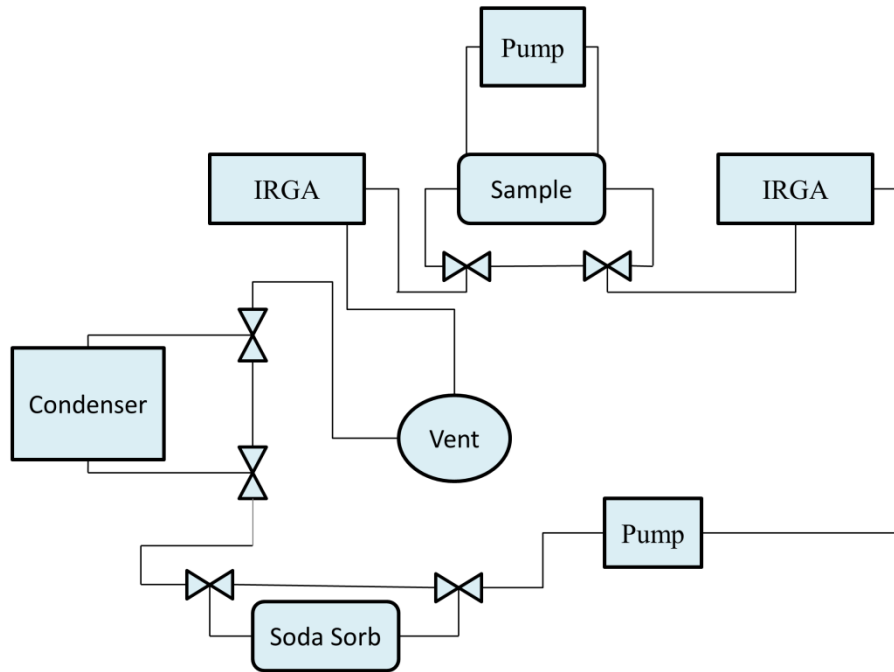 Pump
IRGA
Sample
IRGA
Condenser
Vent
Pump
Soda Sorb